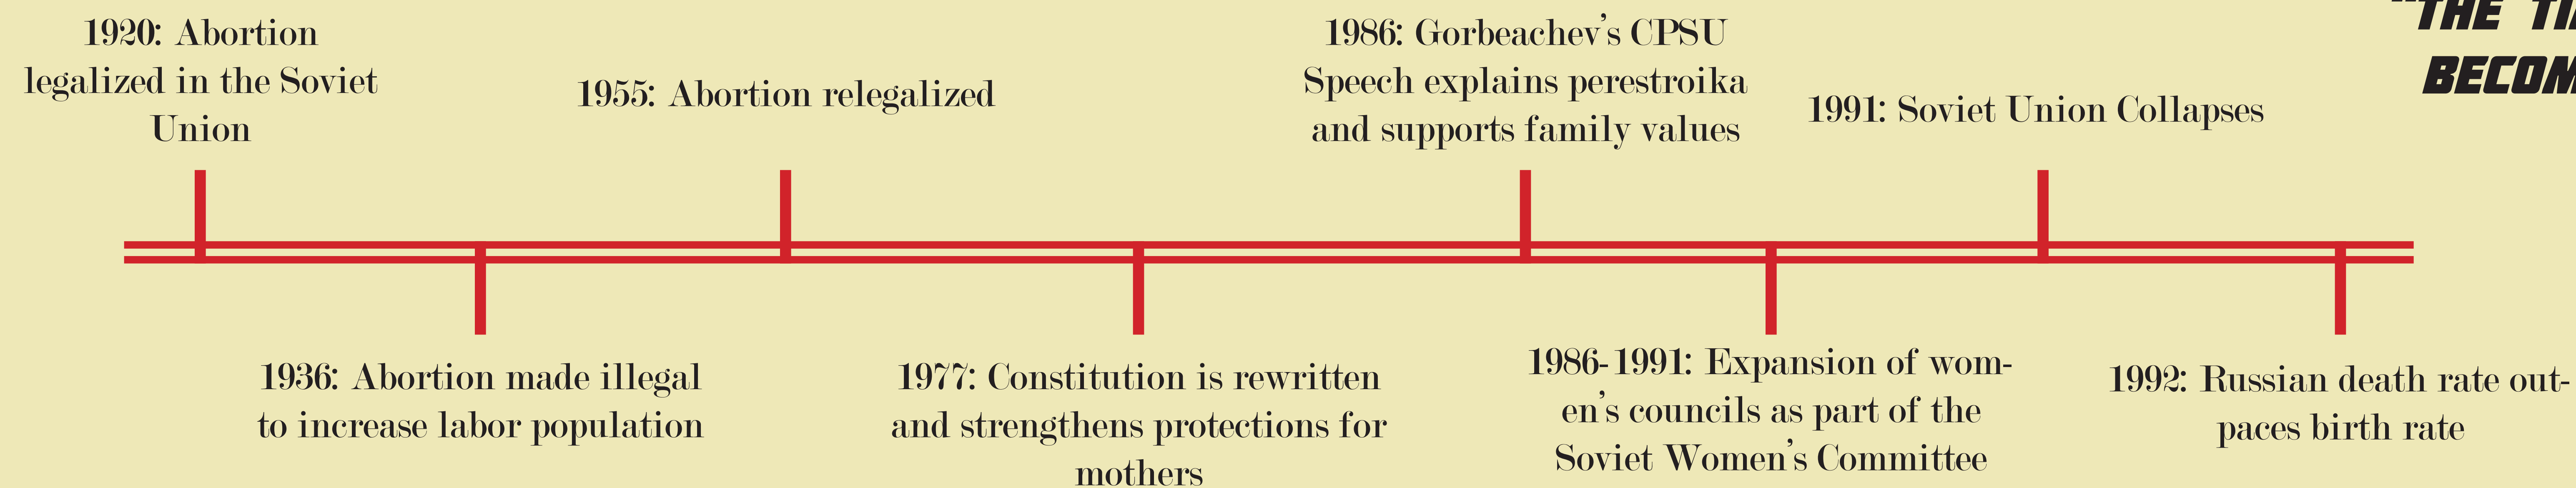 1920: Abortion
legalized in the Soviet
Union
1936: Abortion made illegal
to increase labor population
1955: Abortion relegalized
1977: Constitution is rewritten
and strengthens protections for
mothers
1986: Gorbeachev's CPSU
Speech explains perestroika
and supports family values
1986-1991: Expansion of wom-
en's councils as part of the
Soviet Women's Committee
1991: Soviet Union Collapses
1992: Russian death rate out-
paces birth rate
"THE